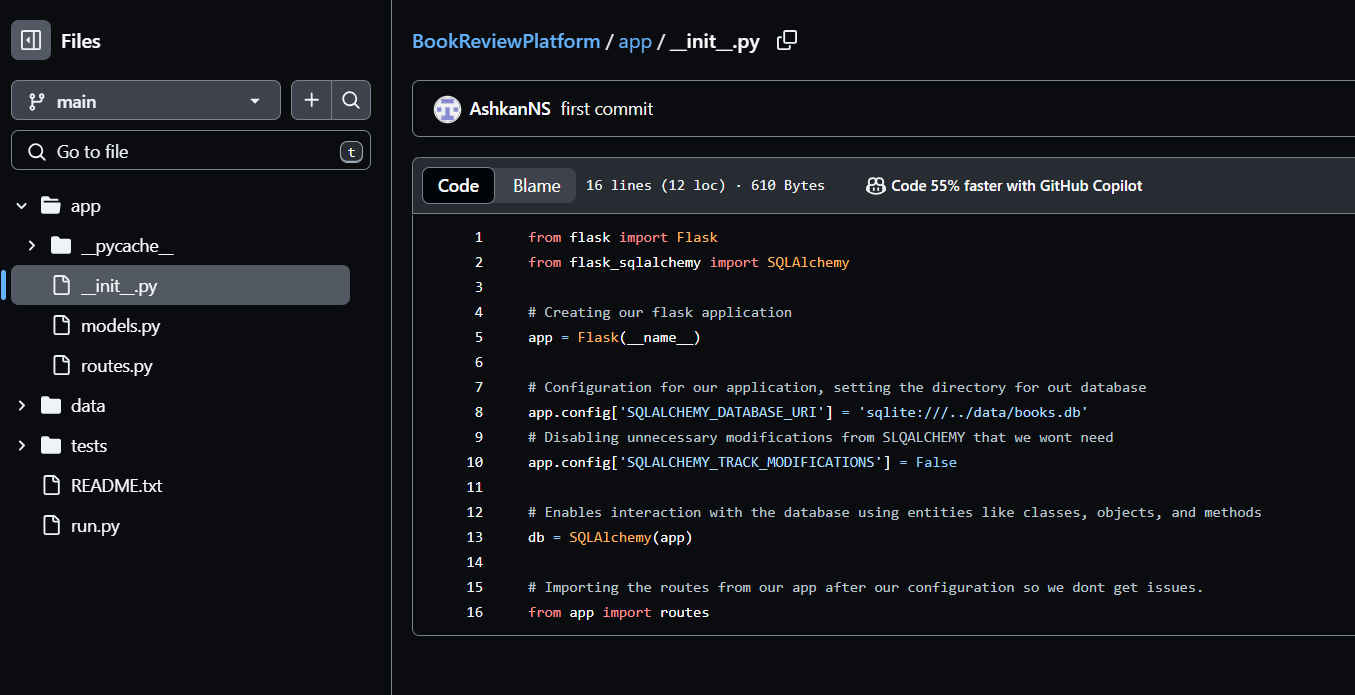 Files
main
Go to file
t
app
__pycache__
__init__.py
models.py
routes.py
data
tests
README.txt
run.py
BookReviewPlatform / app / __init__.py
AshkanNS first commit
Code Blame 16 lines (12 loc) · 610 Bytes Code 55% faster with GitHub Copilot
1 from flask import Flask
2 from flask_sqlalchemy import SQLAlchemy
3
4 # Creating our flask application
5 app = Flask(__name__)
6
7 # Configuration for our application, setting the directory for out database
8 app.config['SQLALCHEMY_DATABASE_URI'] = 'sqlite:///../data/books.db'
9 # Disabling unnecessary modifications from SLQALCHEMY that we wont need
10 app.config['SQLALCHEMY_TRACK_MODIFICATIONS'] = False
11
12 # Enables interaction with the database using entities like classes, objects, and methods
13 db = SQLAlchemy(app)
14
15 # Importing the routes from our app after our configuration so we dont get issues.
16 from app import routes